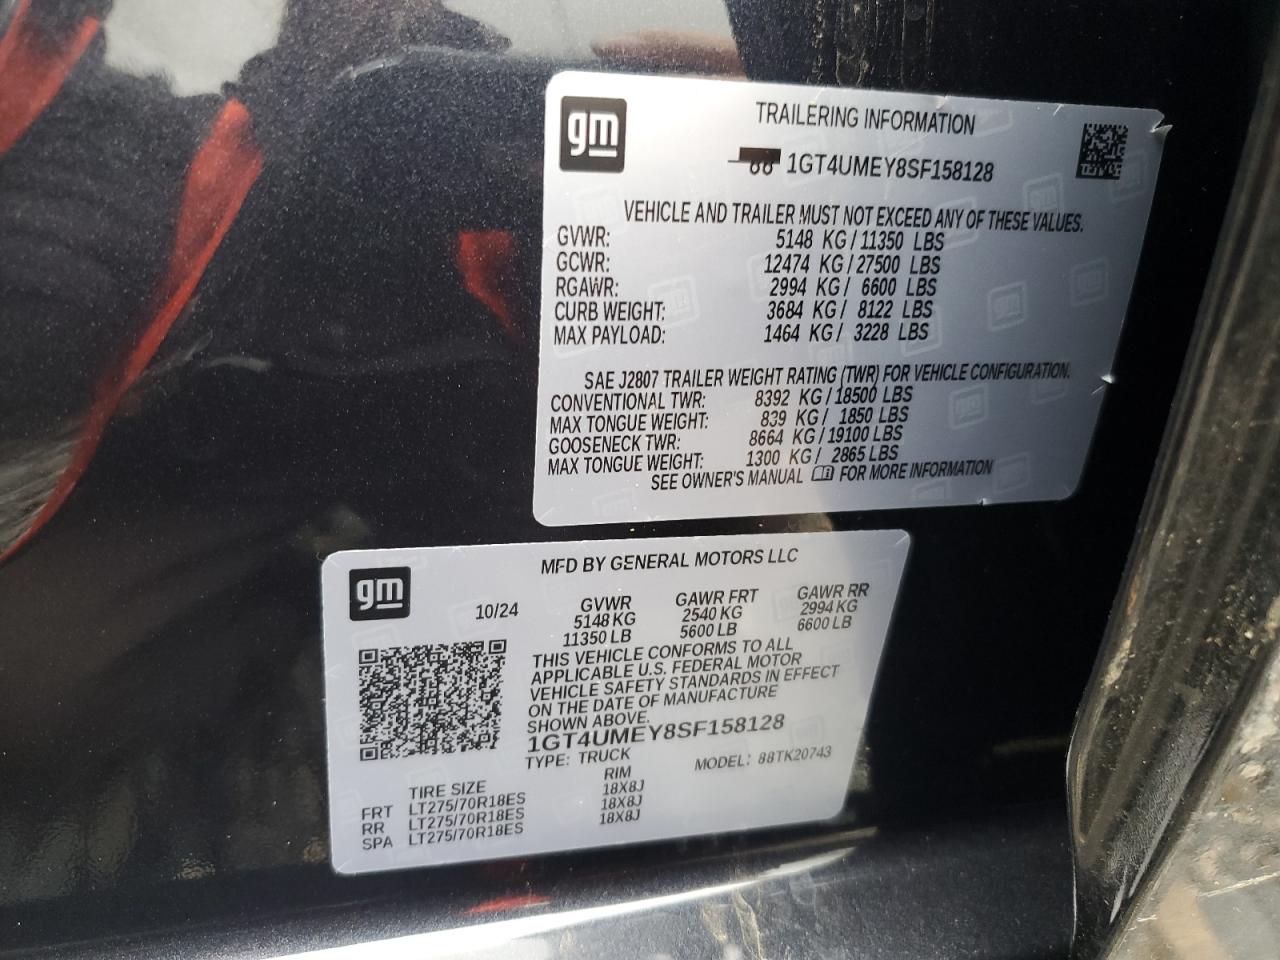 gm
TRAILERING INFORMATION
1GT4UMEY8SF158128
VEHICLE AND TRAILER MUST NOT EXCEED ANY OF THESE VALUES.
GVWR: 5148 KG/11350 LBS
GCWR: 12474 KG/27500 LBS
RGAWR: 2994 KG/ 6600 LBS
CURB WEIGHT: 3684 KG/ 8122 LBS
MAX PAYLOAD: 1464 KG/ 3228 LBS
SAE J2807 TRAILER WEIGHT RATING (TWR) FOR VEHICLE CONFIGURATION.
CONVENTIONAL TWR: 8392 KG/18500 LBS
MAX TONGUE WEIGHT: 839 KG/ 1850 LBS
GOOSENECK TWR: 8664 KG/19100 LBS
MAX TONGUE WEIGHT: 1300 KG/ 2865 LBS
SEE OWNER'S MANUAL FOR MORE INFORMATION
gm
MFD BY GENERAL MOTORS LLC
10/24 GVWR GAWR FRT GAWR RR
5148 KG 2540 KG 2994 KG
11350 LB 5600 LB 6600 LB
THIS VEHICLE CONFORMS TO ALL
APPLICABLE U.S. FEDERAL MOTOR
VEHICLE SAFETY STANDARDS IN EFFECT
ON THE DATE OF MANUFACTURE
SHOWN ABOVE.
1GT4UMEY8SF158128
TYPE: TRUCK MODEL: 88TK20743
TIRE SIZE RIM
FRT LT275/70R18ES 18X8J
RR LT275/70R18ES 18X8J
SPA LT275/70R18ES 18X8J